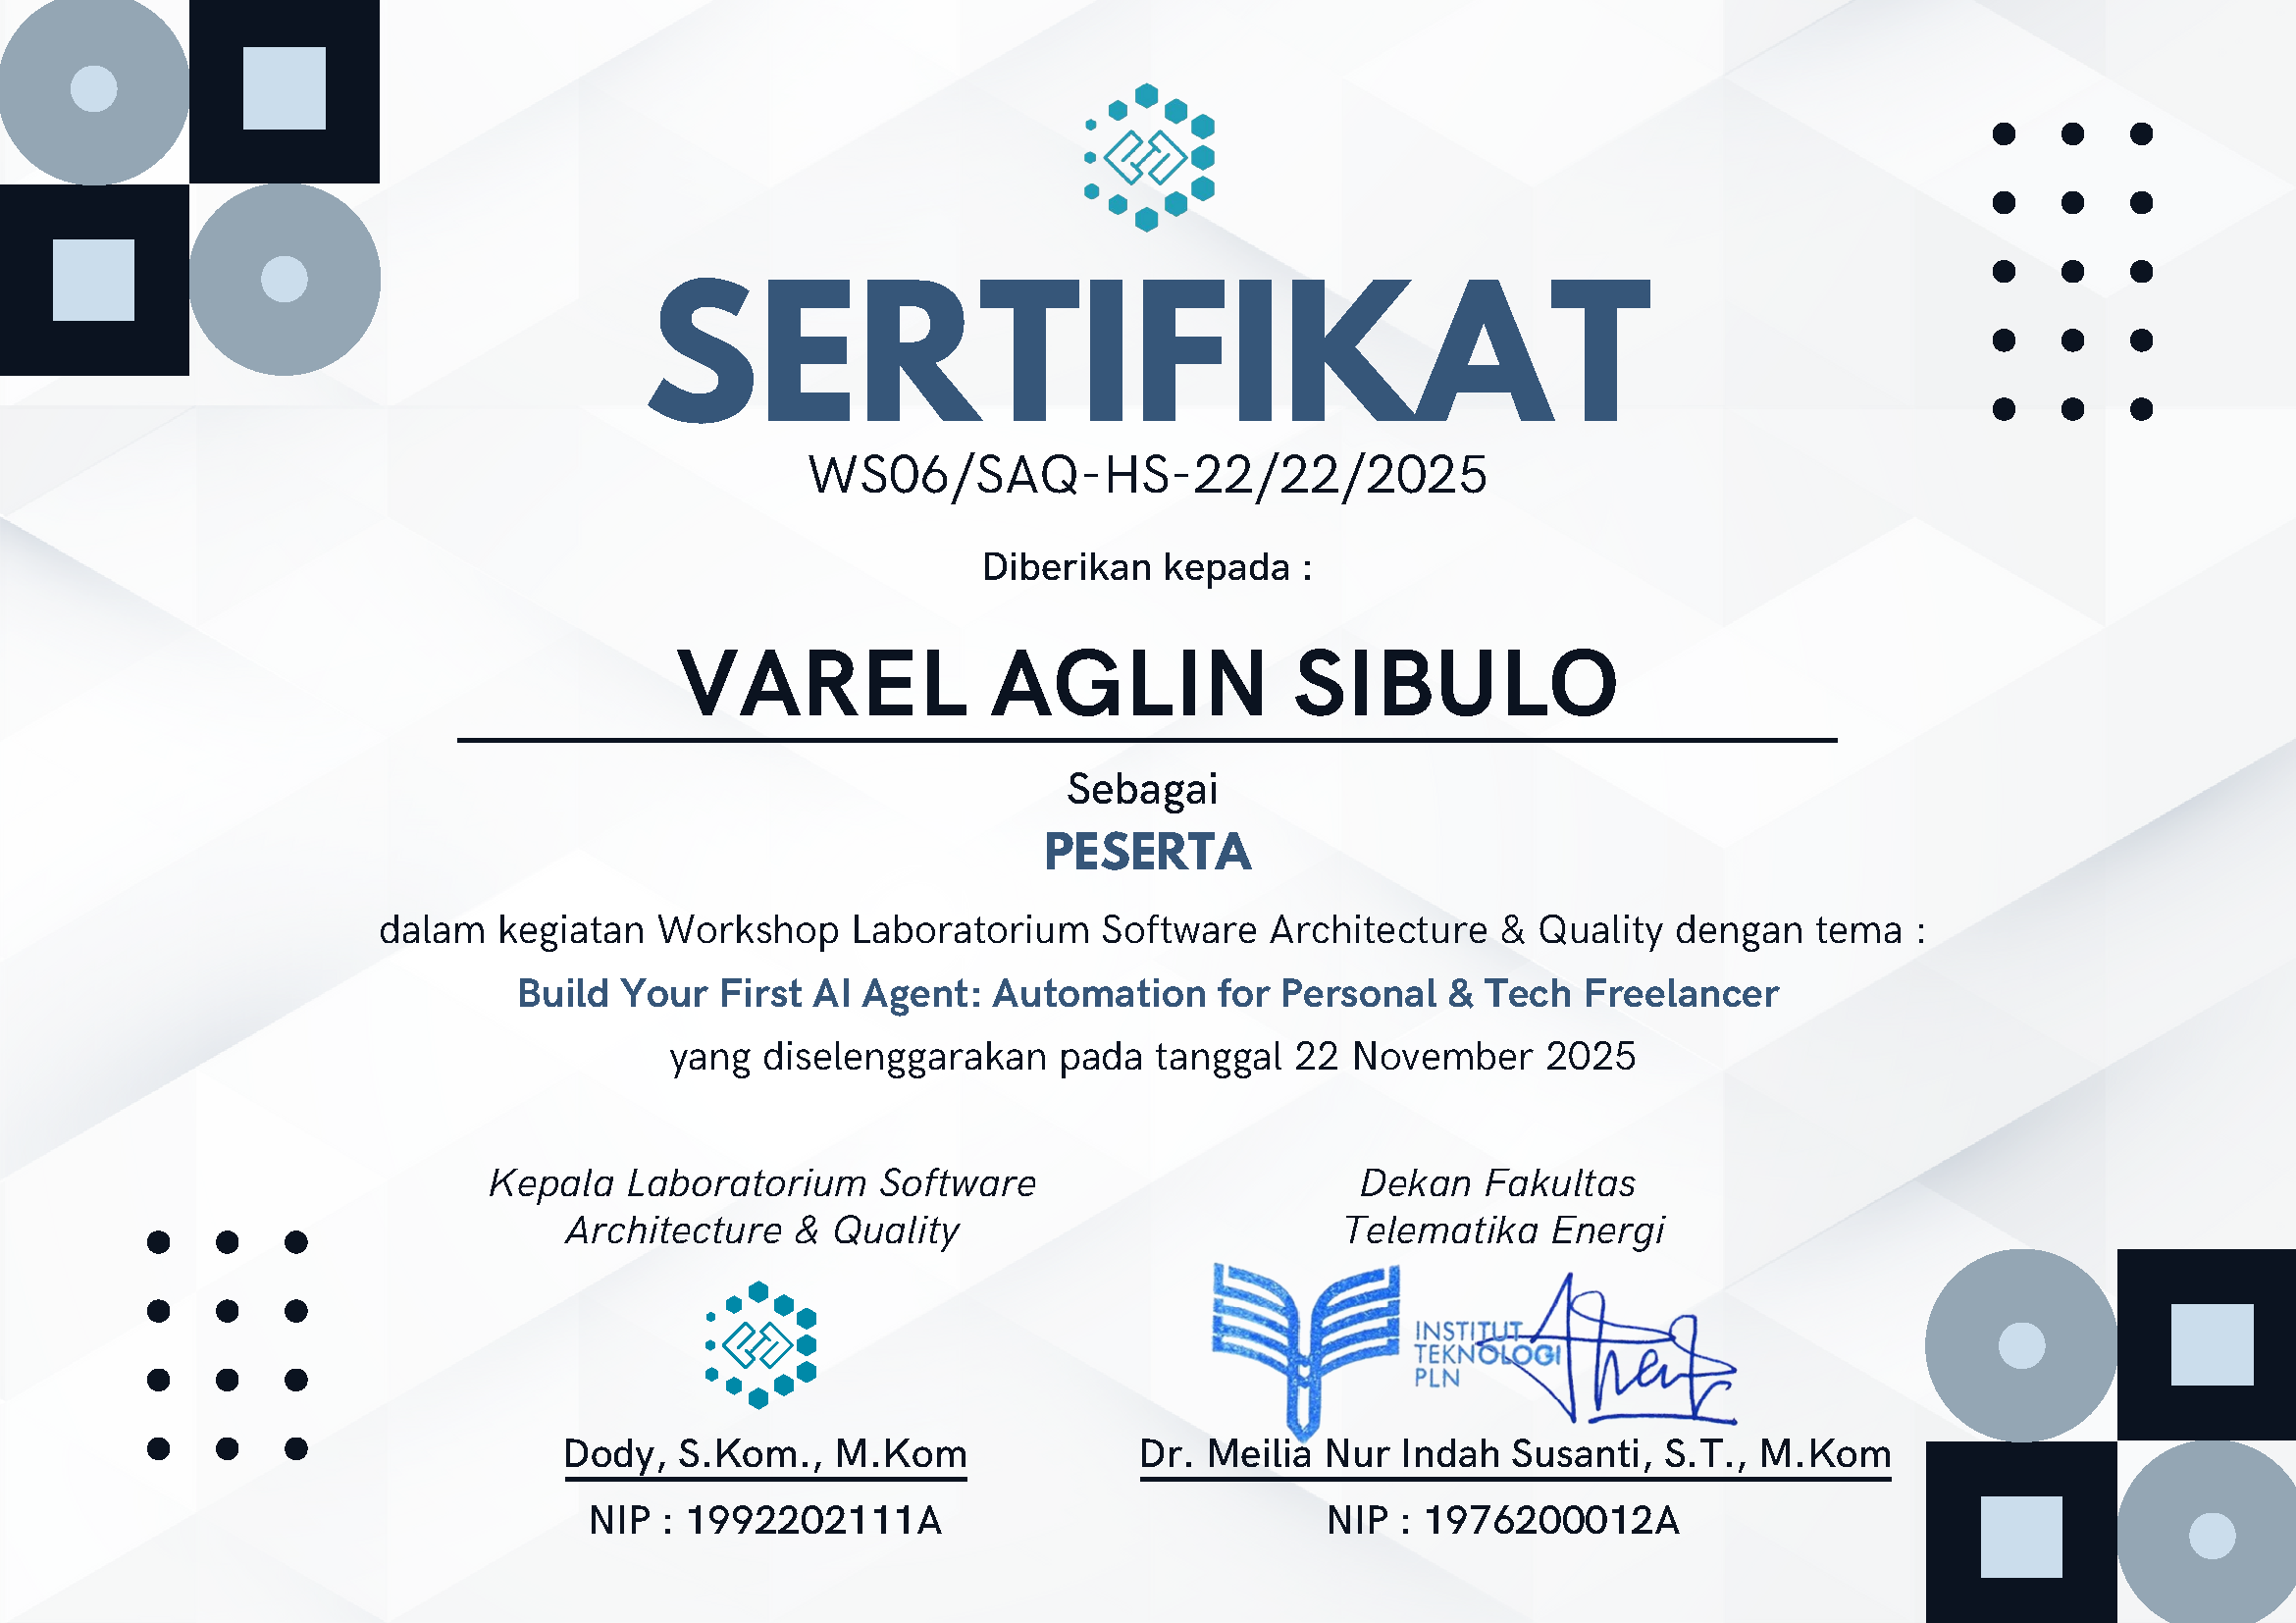 SERTIFIKAT
WS06/SAQ-HS-22/22/2025
Diberikan kepada :
VAREL AGLIN SIBULO
Sebagai
PESERTA
dalam kegiatan Workshop Laboratorium Software Architecture & Quality dengan tema :
Build Your First AI Agent: Automation for Personal & Tech Freelancer
yang diselenggarakan pada tanggal 22 November 2025
Kepala Laboratorium Software
Architecture & Quality
Dody, S.Kom., M.Kom
NIP : 1992202111A
Dekan Fakultas
Telematika Energi
INSTITUT
TEKNOLOGI
PLN
Dr. Meilia Nur Indah Susanti, S.T., M.Kom
NIP : 1976200012A